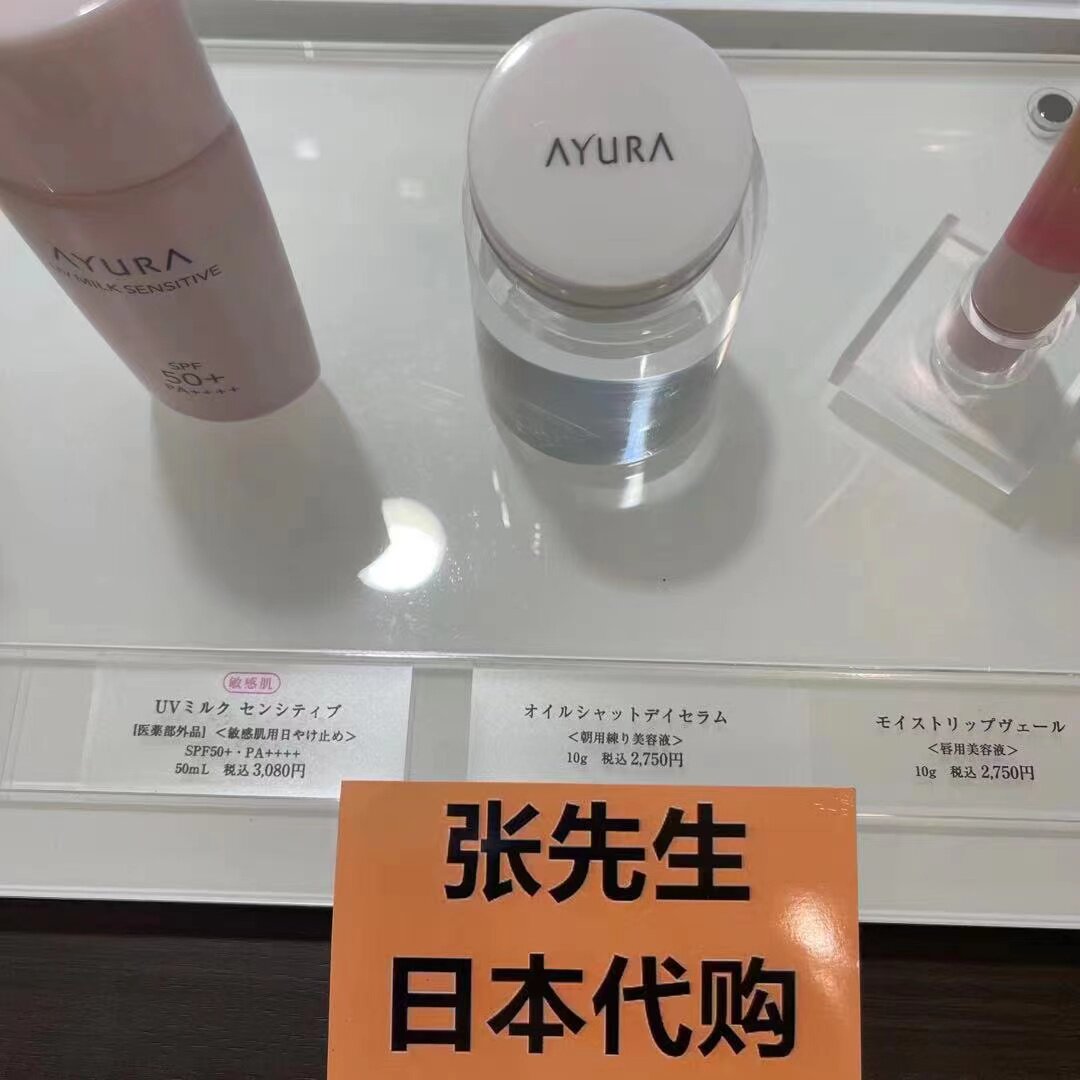 AYURA
UV MILK SENSITIVE
SPF
50+
PA++++
AYURA
敏感肌
UVミルク センシティブ
［医薬部外品］＜敏感肌用日やけ止め＞
SPF50+・PA++++
50mL 税込3,080円
オイルシャットデイセラム
＜朝用練り美容液＞
10g 税込2,750円
モイストリップヴェール
＜唇用美容液＞
10g 税込2,750円
张先生
日本代购